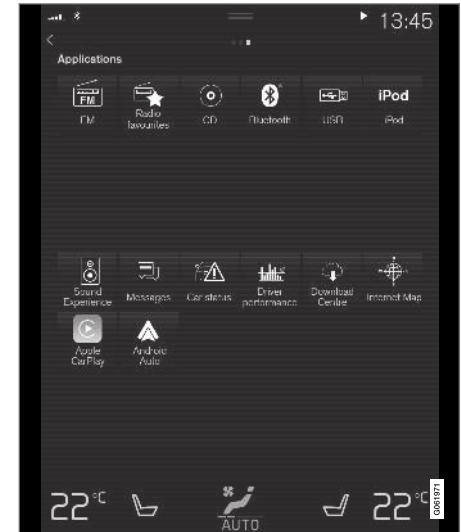 13:45
Applications
FM
iPod
FM
Radio
favourites
CD
Bluetooth
USB
iPod
Sound
Experience
Messages
Car status
Driver
performance
Download
Centre
Internet Map
Apple
CarPlay
Android
Auto
22°C
AUTO
22°C
G061971